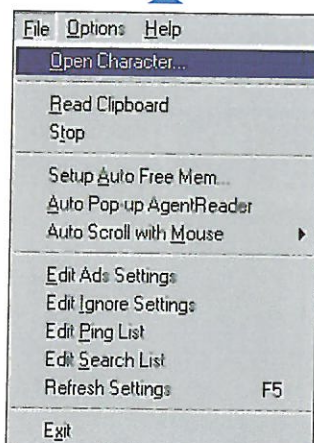 File Options Help
Open Character...
Read Clipboard
Stop
Setup Auto Free Mem...
Auto Pop-up AgentReader
Auto Scroll with Mouse
Edit Ads Settings
Edit Ignore Settings
Edit Ping List
Edit Search List
Refresh Settings F5
Exit